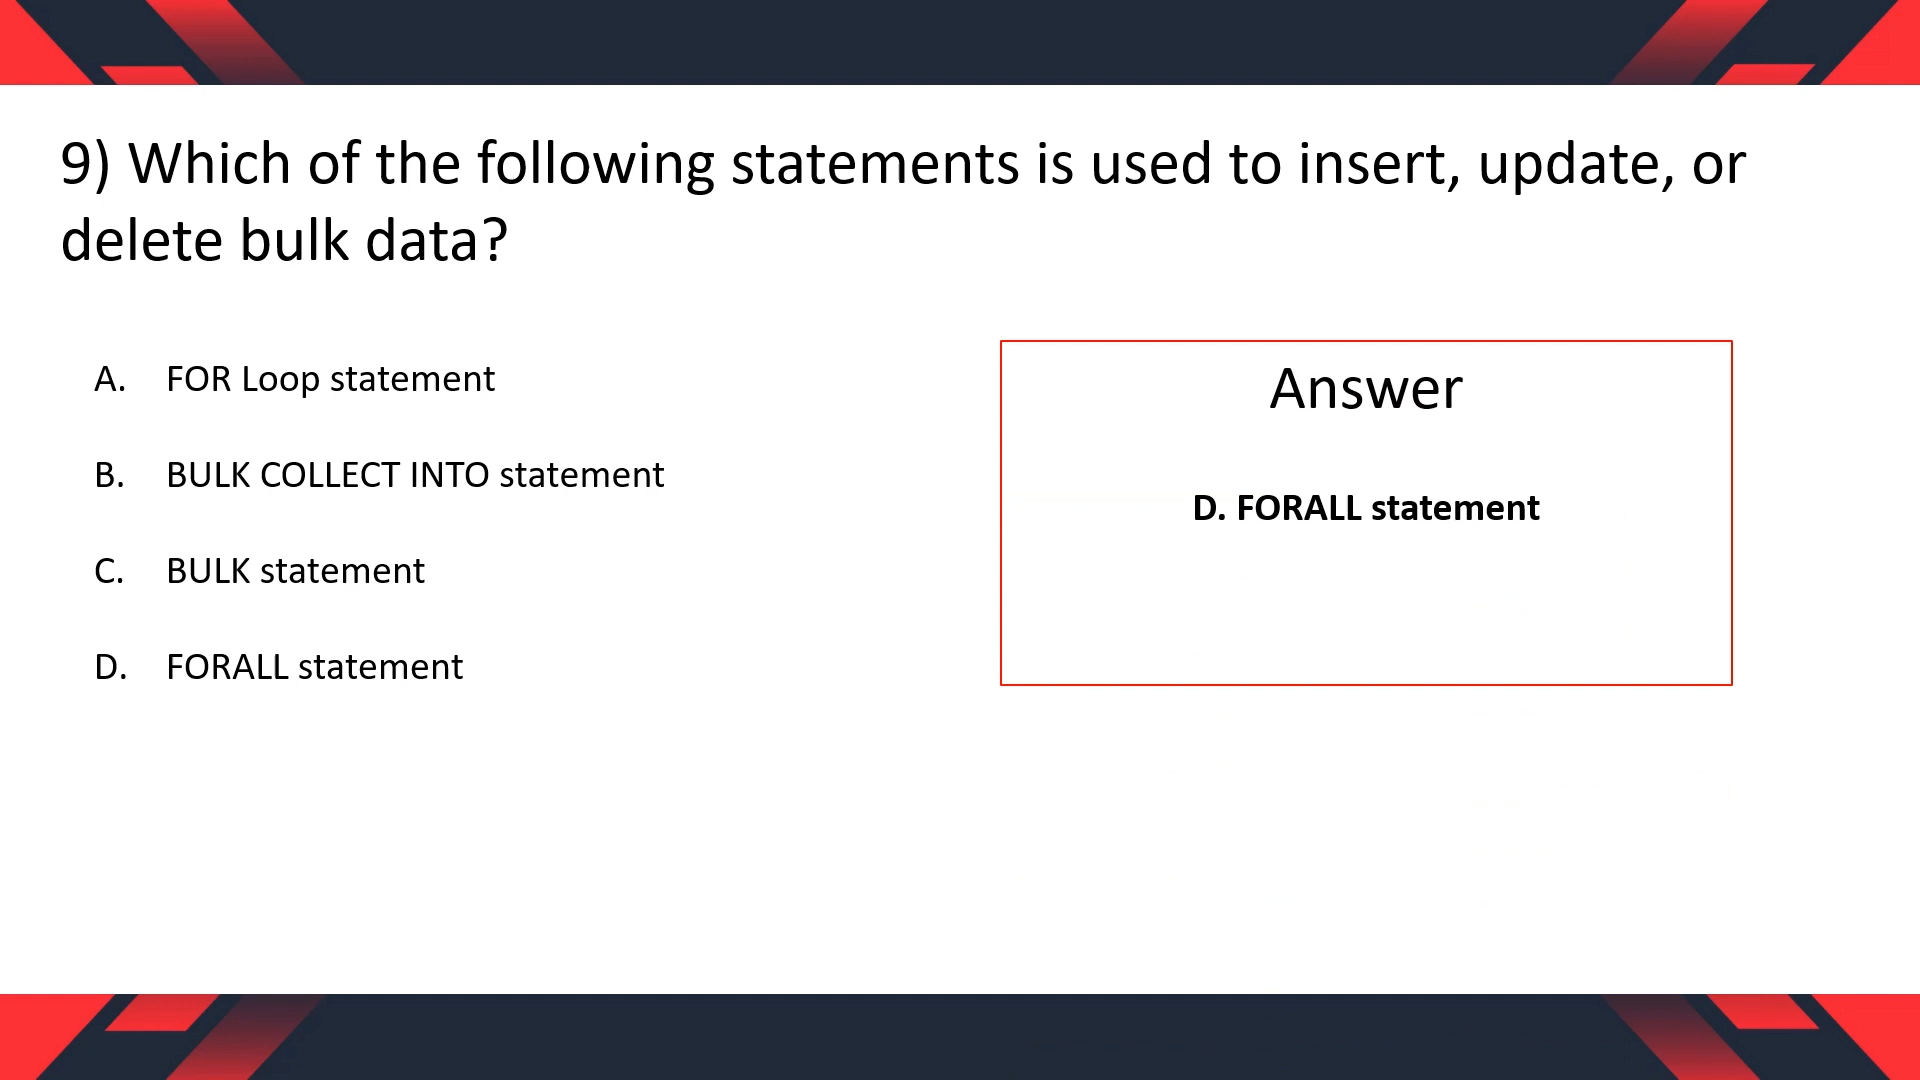 9) Which of the following statements is used to insert, update, or
delete bulk data?
A. FOR Loop statement
B. BULK COLLECT INTO statement
C. BULK statement
D. FORALL statement
Answer
D. FORALL statement